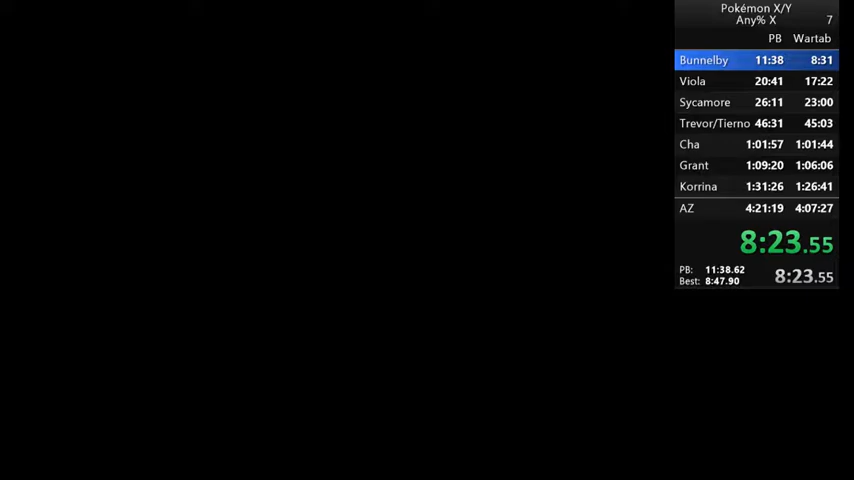 Pokémon X/Y
Any% X 7
PB Wartab
Bunnelby 11:38 8:31
Viola 20:41 17:22
Sycamore 26:11 23:00
Trevor/Tierno 46:31 45:03
Cha 1:01:57 1:01:44
Grant 1:09:20 1:06:06
Korrina 1:31:26 1:26:41
AZ 4:21:19 4:07:27
8:23.55
PB: 11:38.62
Best: 8:47.90 8:23.55